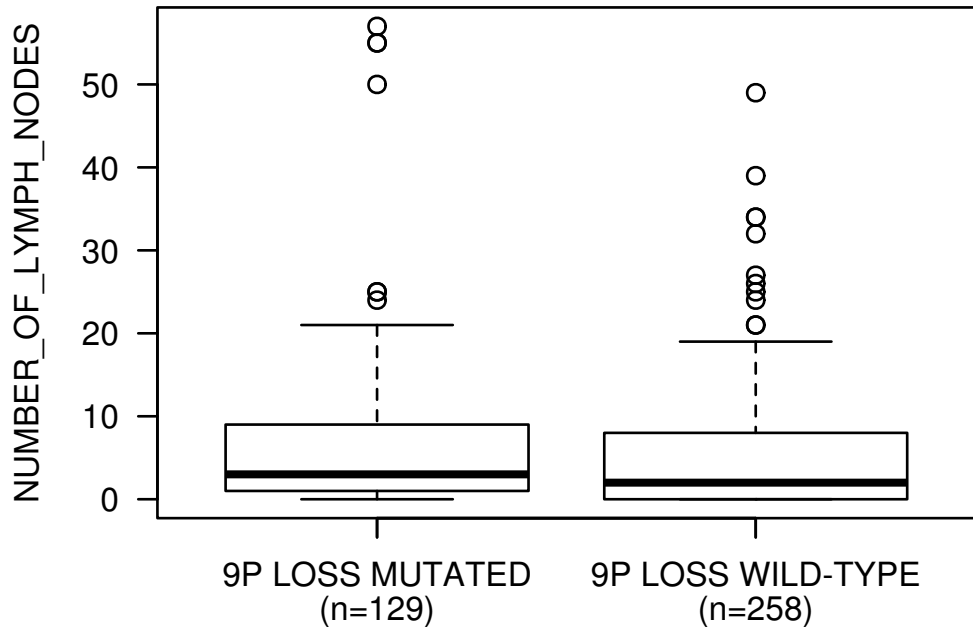 NUMBER_OF_LYMPH_NODES
50
40
30
20
10
0
9P LOSS MUTATED
(n=129)
9P LOSS WILD-TYPE
(n=258)